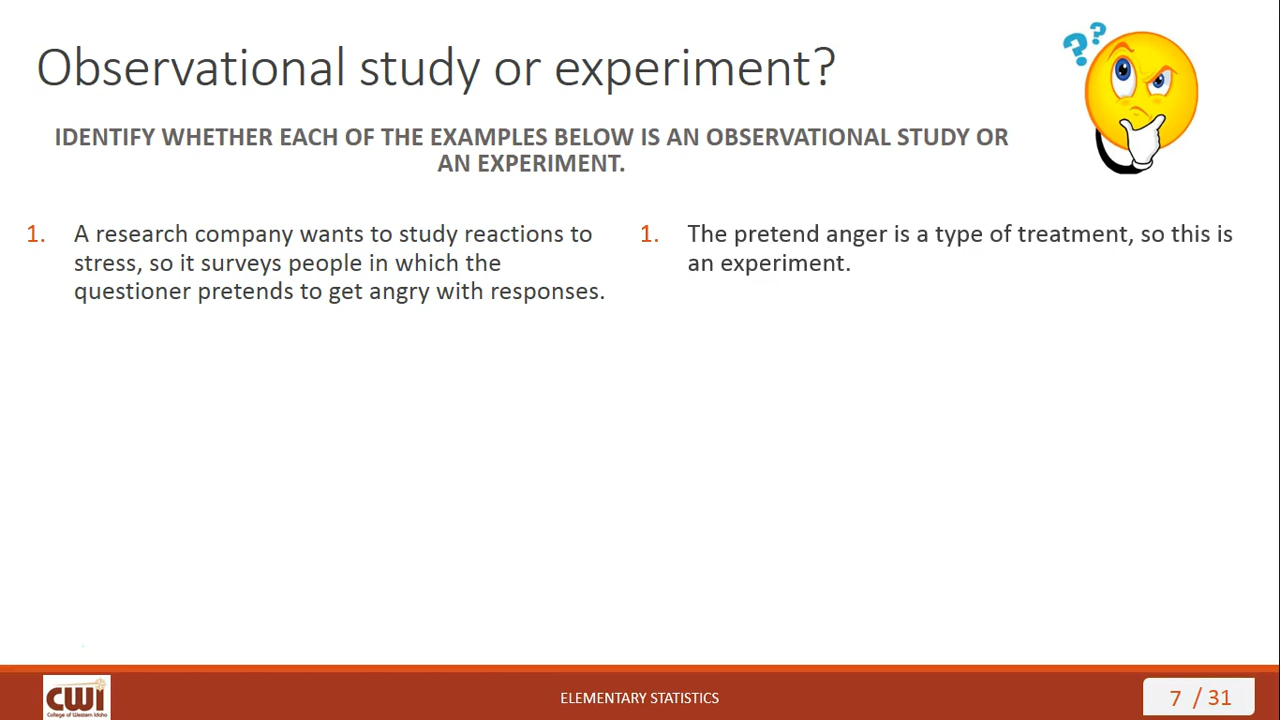 Observational study or experiment?
??
IDENTIFY WHETHER EACH OF THE EXAMPLES BELOW IS AN OBSERVATIONAL STUDY OR
AN EXPERIMENT.
1. A research company wants to study reactions to
stress, so it surveys people in which the
questioner pretends to get angry with responses.
1. The pretend anger is a type of treatment, so this is
an experiment.
CWI
College of Western Idaho
ELEMENTARY STATISTICS
7 / 31